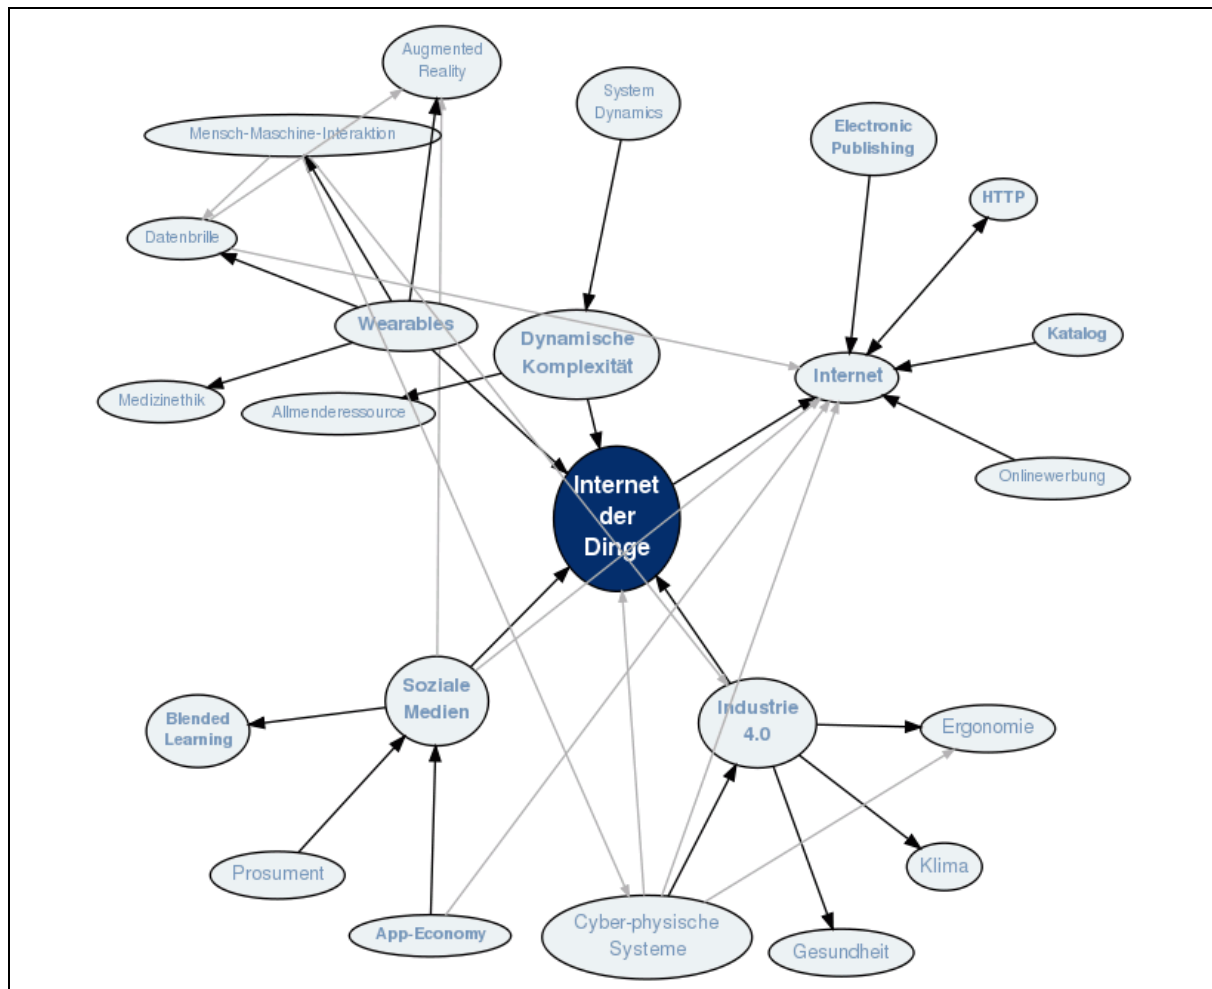 Augmented
Reality
System
Dynamics
Mensch-Maschine-Interaktion
Electronic
Publishing
HTTP
Datenbrille
Wearables
Dynamische
Komplexität
Katalog
Internet
Medizinethik
Allmenderessource
Onlinewerbung
Internet
der
Dinge
Soziale
Medien
Industrie
4.0
Blended
Learning
Ergonomie
Prosument
Klima
App-Economy
Cyber-physische
Systeme
Gesundheit